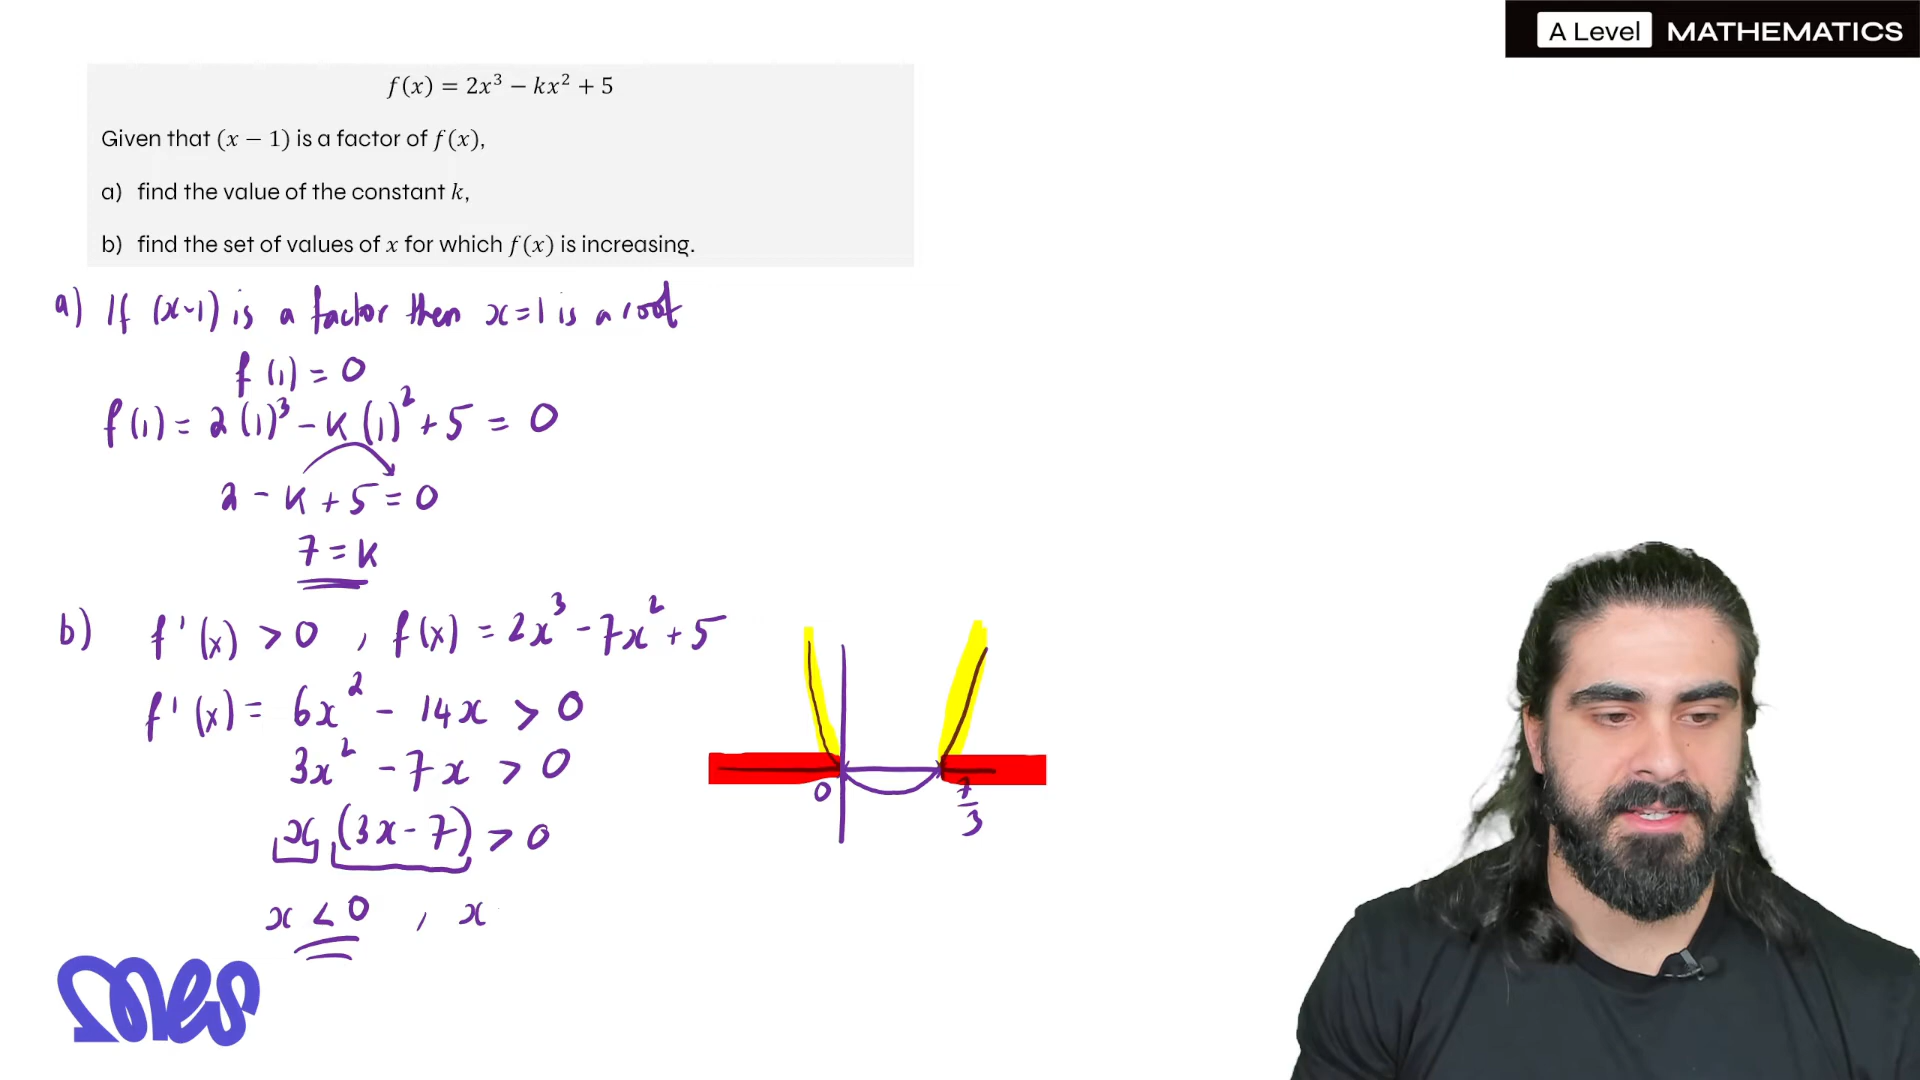 A Level MATHEMATICS
f(x) = 2x³ − kx² + 5
Given that (x − 1) is a factor of f(x),
a) find the value of the constant k,
b) find the set of values of x for which f(x) is increasing.
a) If (x-1) is a factor then x=1 is a root
f(1) = 0
f(1) = 2(1)³ - k(1)² + 5 = 0
2 - k + 5 = 0
7 = k
b) f'(x) > 0 , f(x) = 2x³ - 7x² + 5
f'(x) = 6x² - 14x > 0
3x² - 7x > 0
x(3x - 7) > 0
x < 0 , x
0
7/3
mes